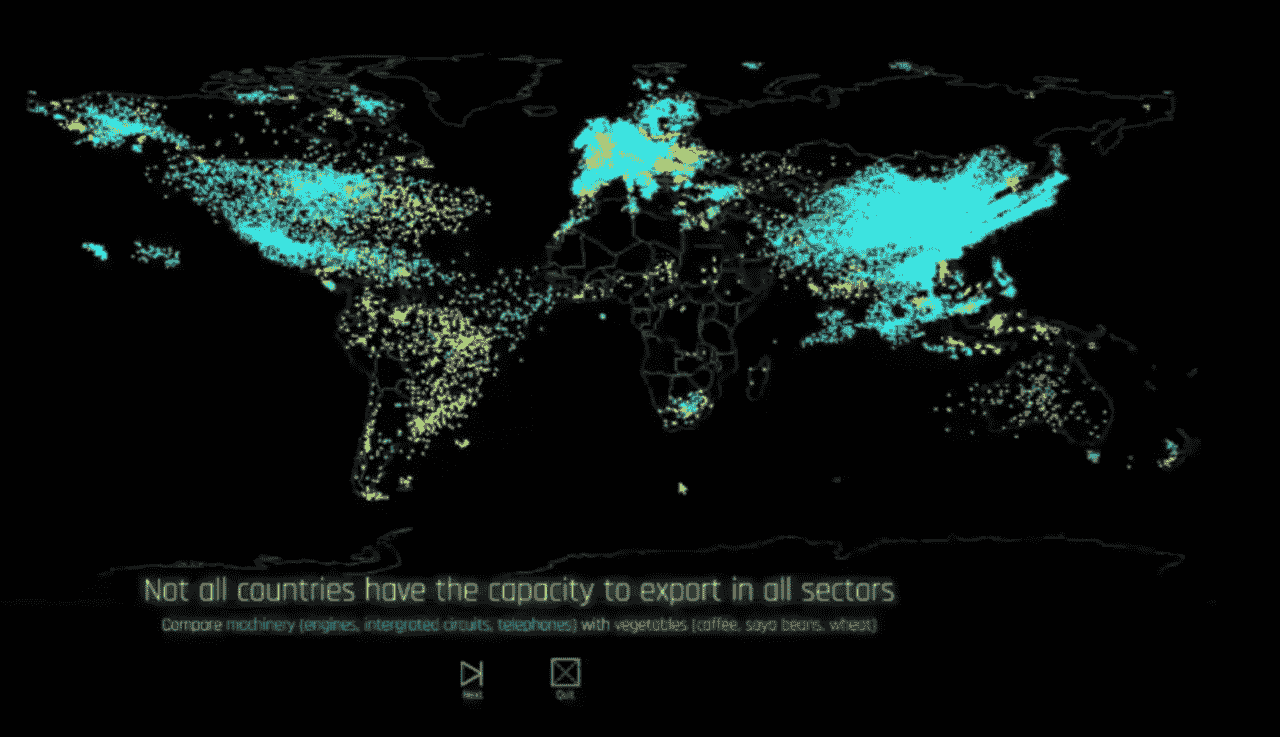 Not all countries have the capacity to export in all sectors
Compare machinery (engines, intergrated circuits, telephones) with vegetables (coffee, soya beans, wheat)
Next
Quit